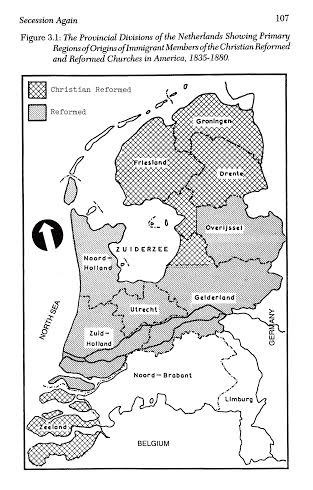 Secession Again 107
Figure 3.1: The Provincial Divisions of the Netherlands Showing Primary
Regions of Origins of Immigrant Members of the Christian Reformed
and Reformed Churches in America, 1835-1880.
Christian Reformed
Reformed
Groningen
Friesland
Drente
Overijssel
ZUIDERZEE
Noord-
Holland
Gelderland
Utrecht
NORTH SEA
GERMANY
Zuid-
Holland
Noord-Brabant
Limburg
Zeeland
BELGIUM